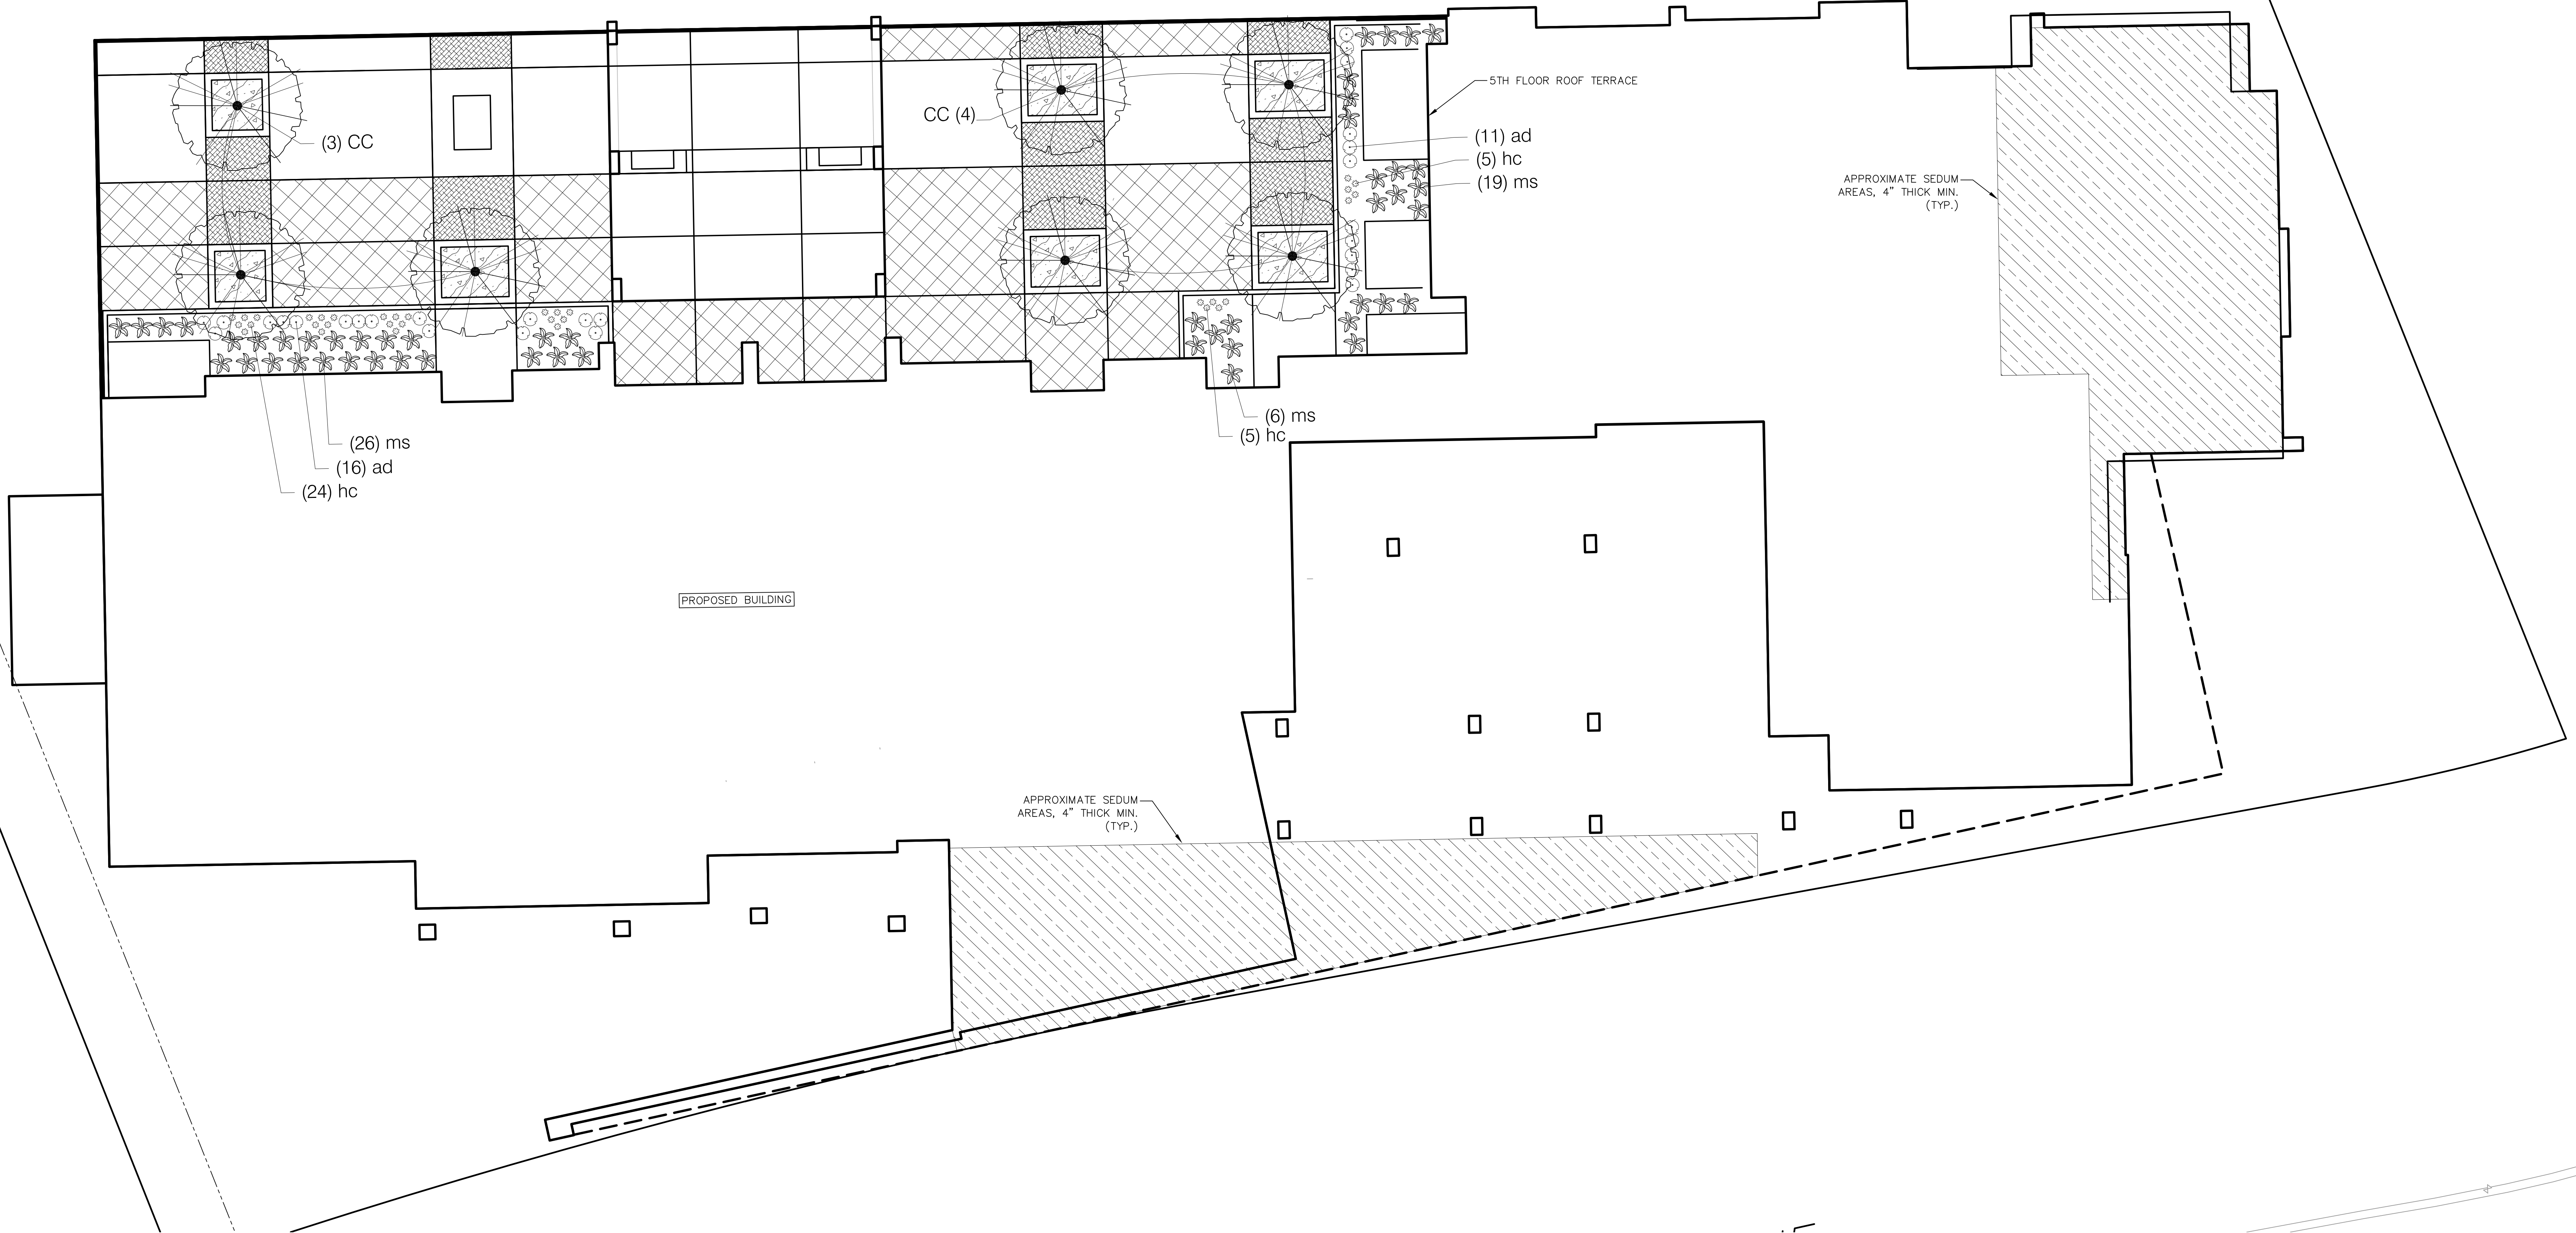 5TH FLOOR ROOF TERRACE
CC (4)
(3) CC
(11) ad
(5) hc
(19) ms
APPROXIMATE SEDUM
AREAS, 4" THICK MIN.
(TYP.)
(6) ms
(5) hc
(26) ms
(16) ad
(24) hc
PROPOSED BUILDING
APPROXIMATE SEDUM
AREAS, 4" THICK MIN.
(TYP.)